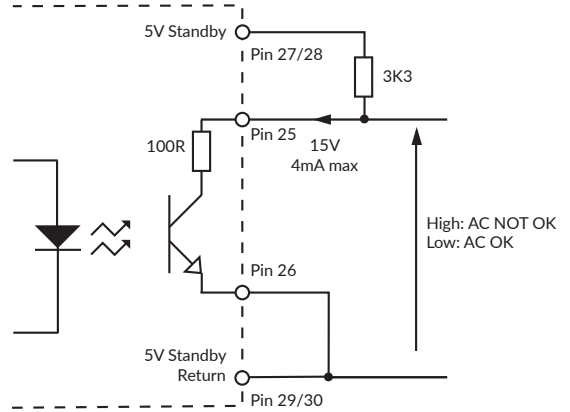 5V Standby
Pin 27/28
3K3
Pin 25
100R
15V
4mA max
High: AC NOT OK
Low: AC OK
Pin 26
5V Standby
Return
Pin 29/30